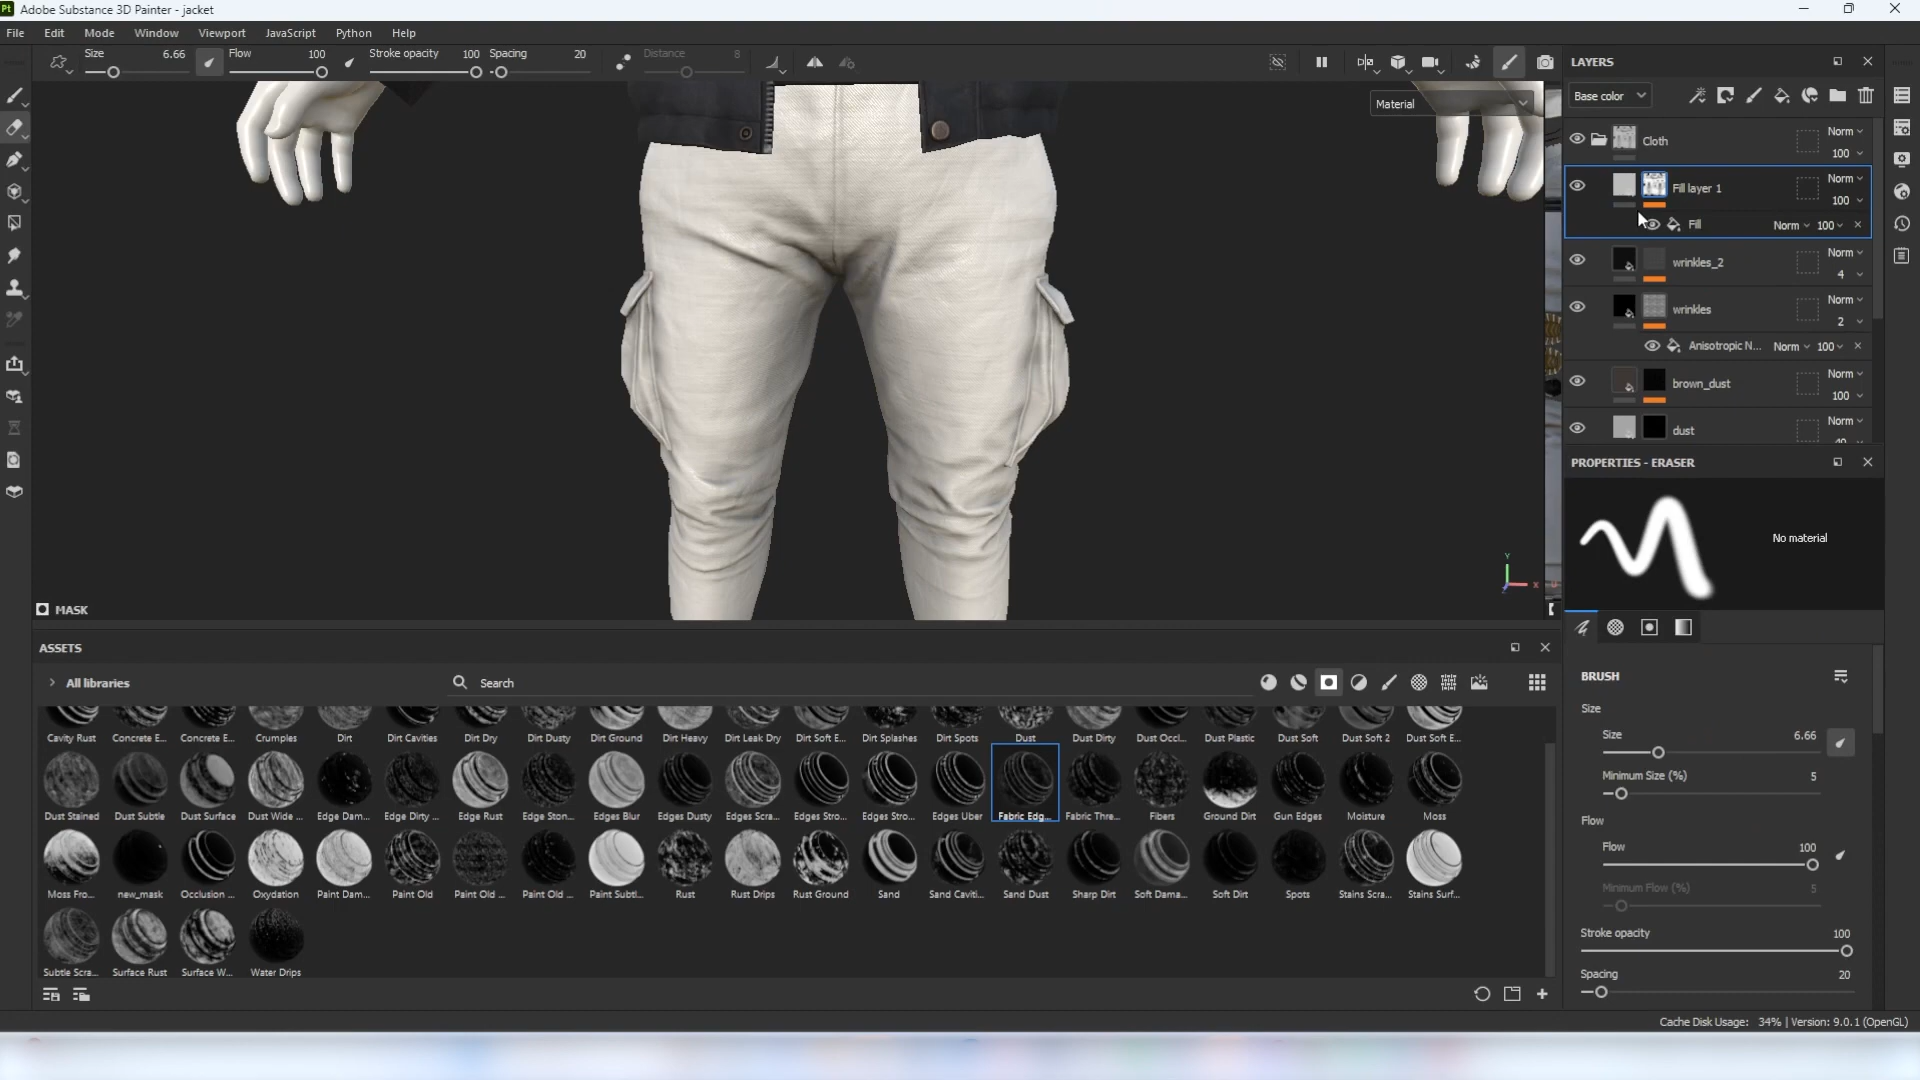 Pt Adobe Substance 3D Painter - jacket
File Edit Mode Window Viewport JavaScript Python Help
Size 6.66 Flow 100 Stroke opacity 100 Spacing 20 Distance 8
Material
MASK
Y
X
LAYERS
Base color
Cloth Norm 100
Fill layer 1 Norm 100
Fill Norm 100
wrinkles_2 Norm 4
wrinkles Norm 2
Anisotropic N... Norm 100
brown_dust Norm 100
dust Norm
PROPERTIES - ERASER
No material
BRUSH
Size
Size 6.66
Minimum Size (%) 5
Flow
Flow 100
Minimum Flow (%) 5
Stroke opacity 100
Spacing 20
ASSETS
All libraries
Search
Cavity Rust Concrete E... Concrete E... Crumples Dirt Dirt Cavities Dirt Dry Dirt Dusty Dirt Ground Dirt Heavy Dirt Leak Dry Dirt Soft E... Dirt Splashes Dirt Spots Dust Dust Dirty Dust Occl... Dust Plastic Dust Soft Dust Soft 2 Dust Soft E...
Dust Stained Dust Subtle Dust Surface Dust Wide ... Edge Dam... Edge Dirty ... Edge Rust Edge Ston... Edges Blur Edges Dusty Edges Scra... Edges Stro... Edges Stro... Edges Uber Fabric Edg... Fabric Thre... Fibers Ground Dirt Gun Edges Moisture Moss
Moss Fro... new_mask Occlusion ... Oxydation Paint Dam... Paint Old Paint Old ... Paint Old ... Paint Subtl... Rust Rust Drips Rust Ground Sand Sand Caviti... Sand Dust Sharp Dirt Soft Dama... Soft Dirt Spots Stains Scra... Stains Surf...
Subtle Scra... Surface Rust Surface W... Water Drips
Cache Disk Usage: 34% | Version: 9.0.1 (OpenGL)